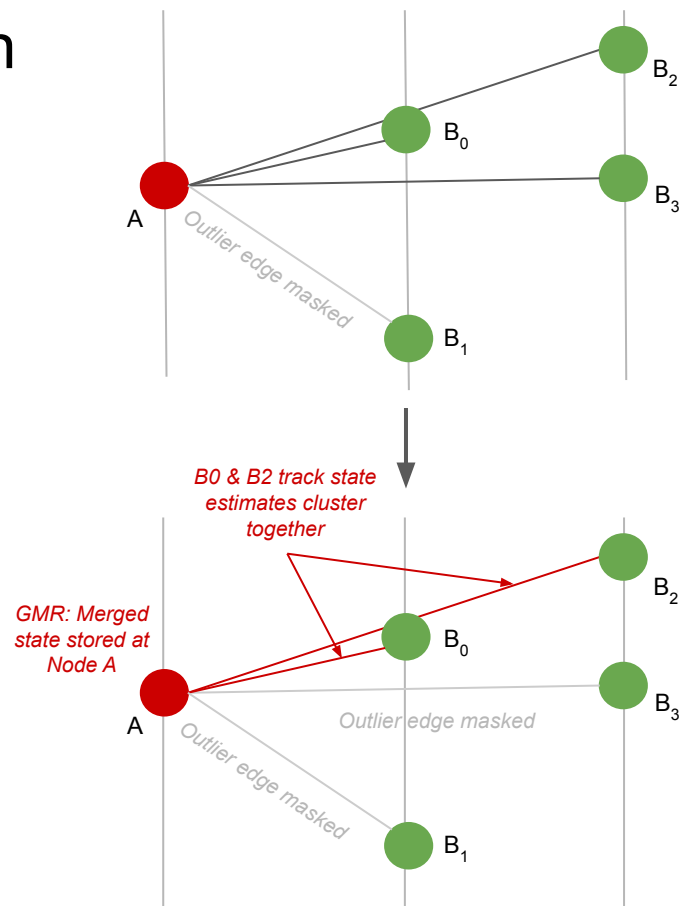 n
B2
B0
B3
A
Outlier edge masked
B1
B0 & B2 track state
estimates cluster
together
B2
GMR: Merged
state stored at
Node A
B0
B3
A
Outlier edge masked
Outlier edge masked
B1